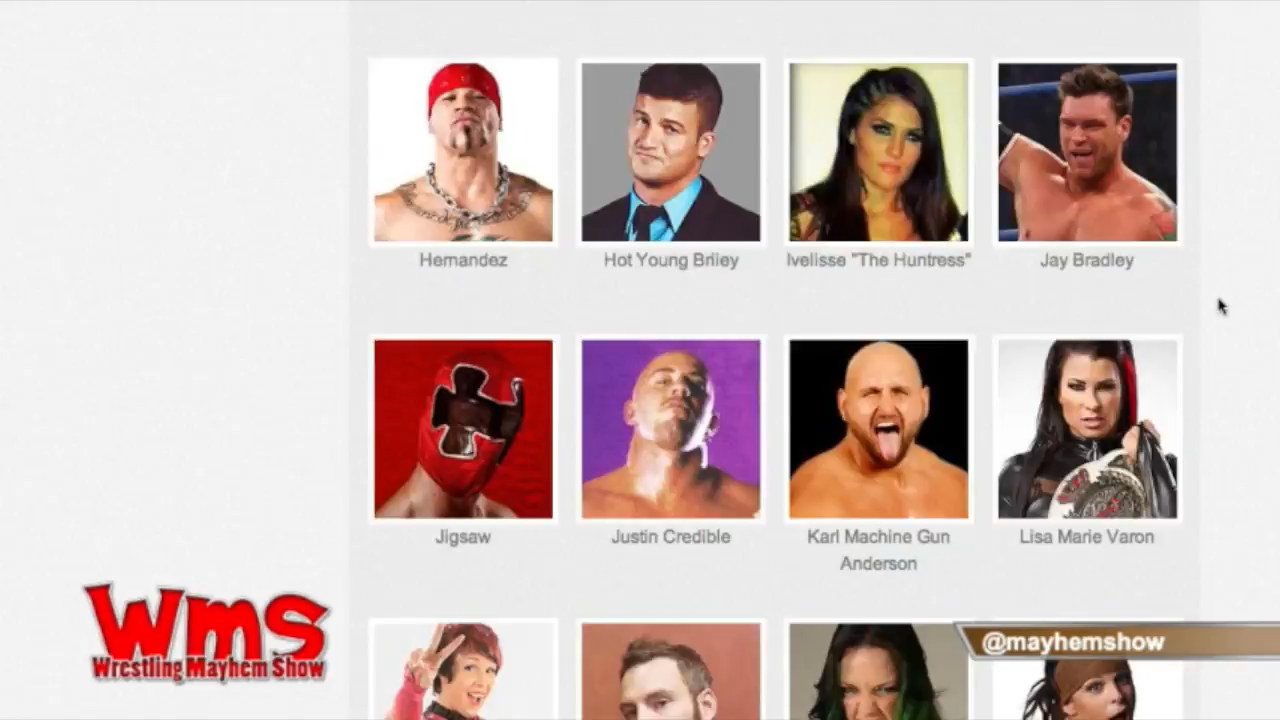 Hernandez
Hot Young Briley
Ivelisse "The Huntress"
Jay Bradley
Jigsaw
Justin Credible
Karl Machine Gun
Anderson
Lisa Marie Varon
Wms
Wrestling Mayhem Show
@mayhemshow